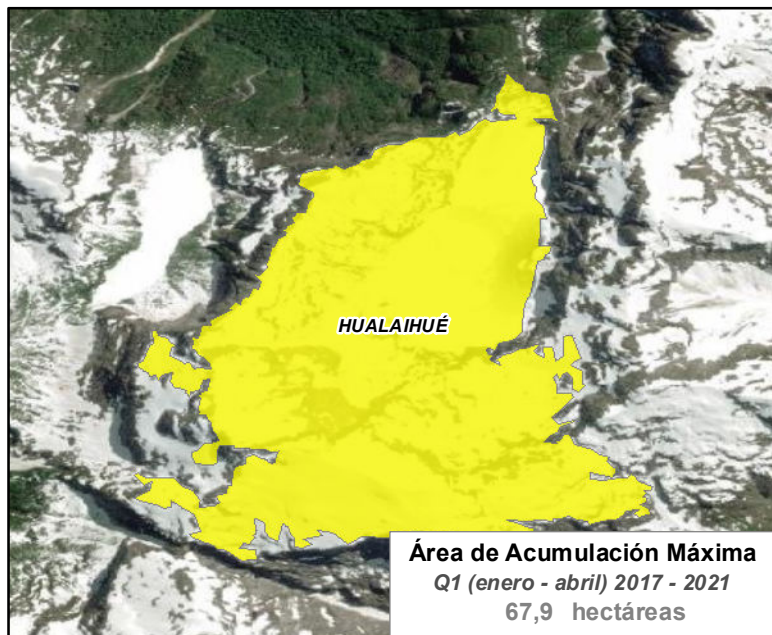 HUALAIHUÉ
Área de Acumulación Máxima
Q1 (enero - abril) 2017 - 2021
67,9 hectáreas